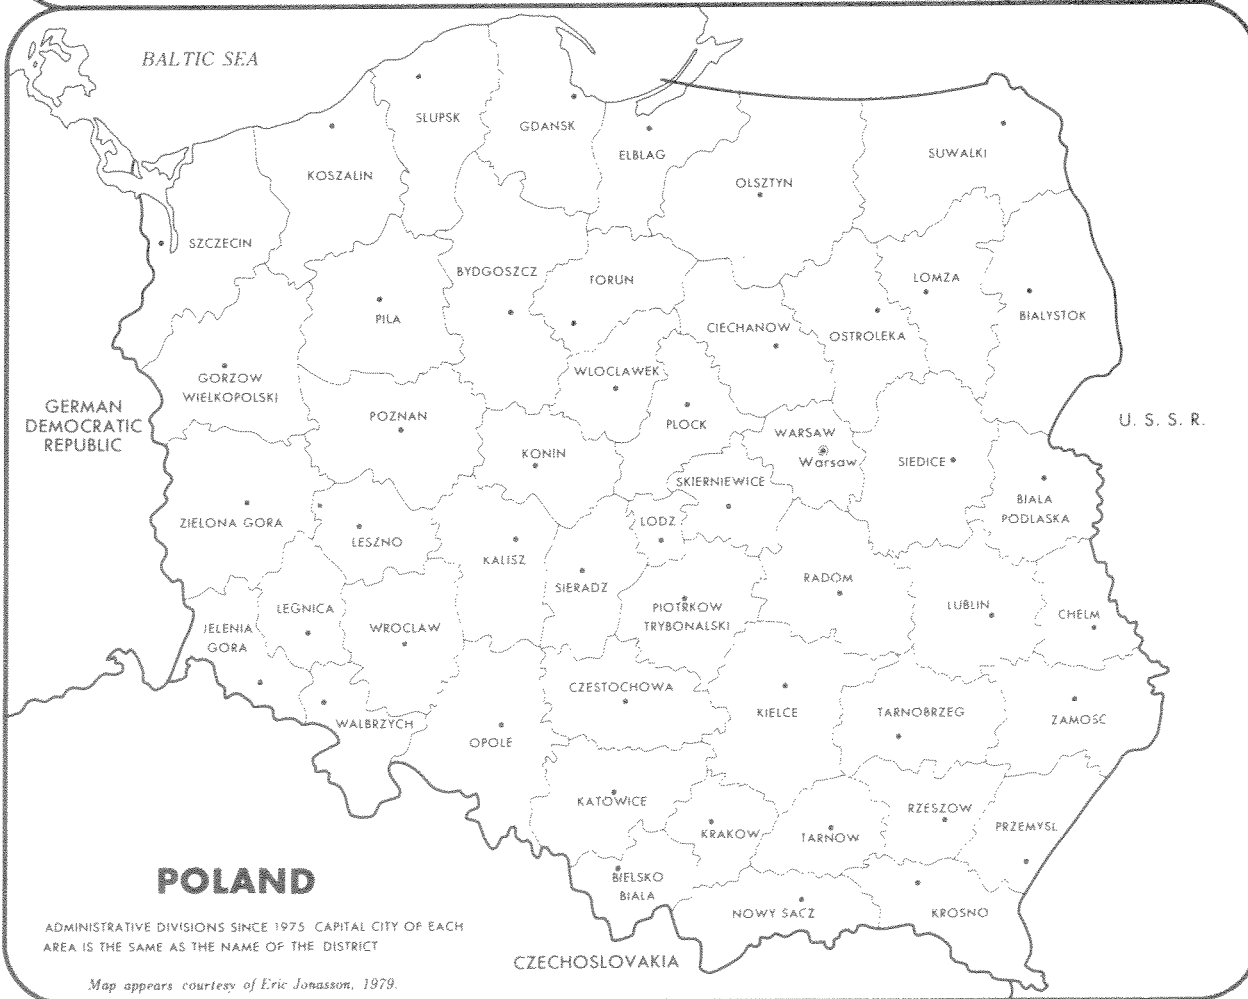 BALTIC SEA
SLUPSK
GDANSK
ELBLAG
SUWALKI
KOSZALIN
OLSZTYN
SZCZECIN
BYDGOSZCZ
TORUN
LOMZA
PILA
CIECHANOW
OSTROLEKA
BIALYSTOK
GORZOW
WIELKOPOLSKI
WLOCLAWEK
GERMAN
DEMOCRATIC
REPUBLIC
POZNAN
PLOCK
U. S. S. R.
WARSAW
Warsaw
KONIN
SIEDICE
SKIERNIEWICE
BIALA
PODLASKA
ZIELONA GORA
LESZNO
LODZ
KALISZ
SIERADZ
RADOM
LEGNICA
PIOTRKOW
TRYBONALSKI
LUBLIN
CHELM
JELENIA
GORA
WROCLAW
CZESTOCHOWA
KIELCE
TARNOBRZEG
ZAMOSC
WALBRZYCH
OPOLE
KATOWICE
KRAKOW
TARNOW
RZESZOW
PRZEMYSL
BIELSKO
BIALA
NOWY SACZ
KROSNO
CZECHOSLOVAKIA
POLAND
ADMINISTRATIVE DIVISIONS SINCE 1975 CAPITAL CITY OF EACH
AREA IS THE SAME AS THE NAME OF THE DISTRICT
Map appears courtesy of Eric Jonasson, 1979.